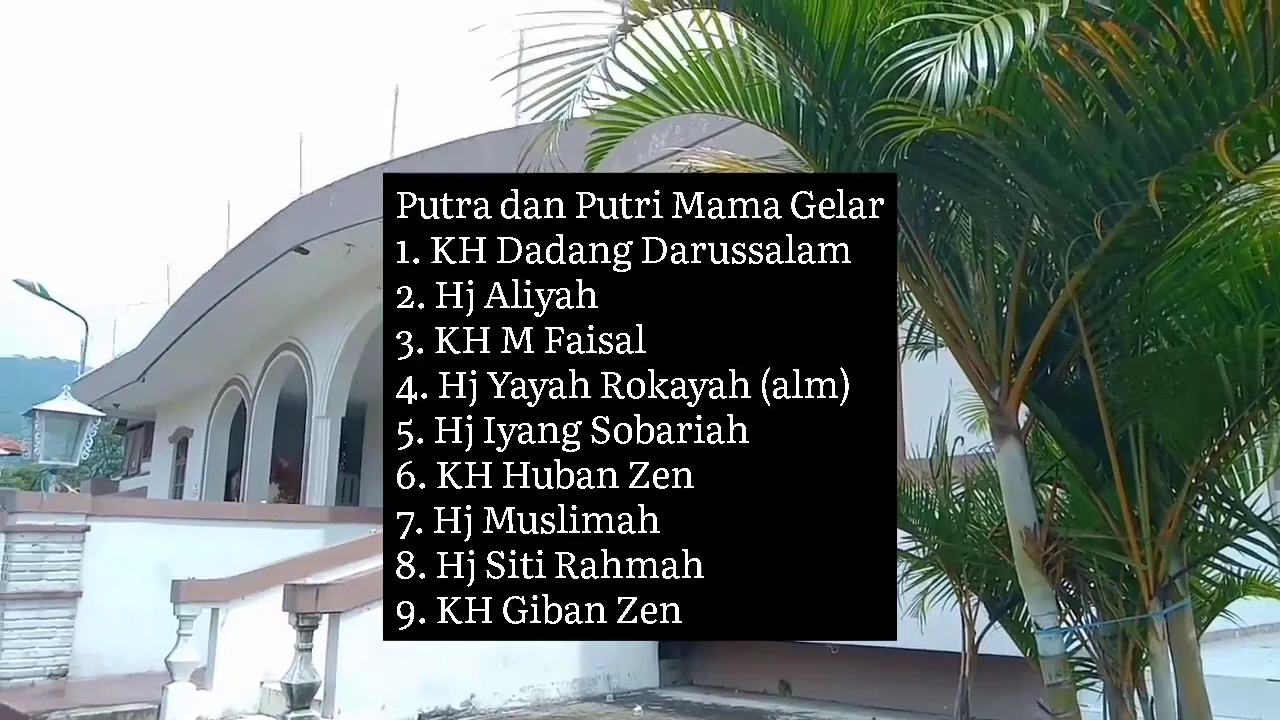 Putra dan Putri Mama Gelar
1. KH Dadang Darussalam
2. Hj Aliyah
3. KH M Faisal
4. Hj Yayah Rokayah (alm)
5. Hj Iyang Sobariah
6. KH Huban Zen
7. Hj Muslimah
8. Hj Siti Rahmah
9. KH Giban Zen